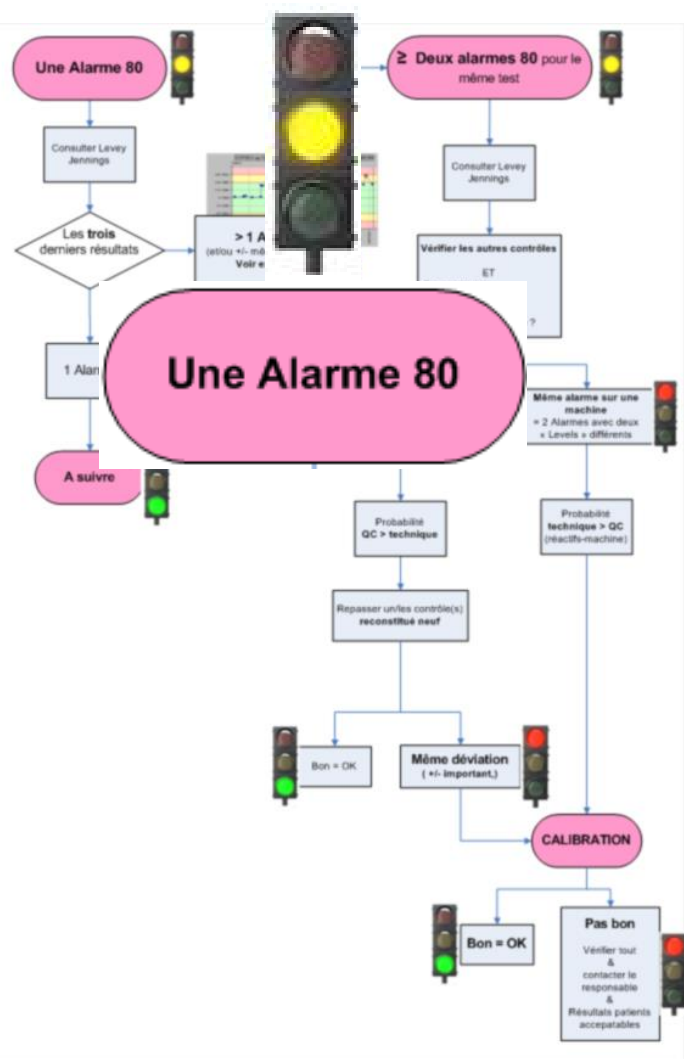 Une Alarme 80
≥ Deux alarmes 80 pour le
même test
Consulter Levey
Jennings
Consulter Levey
Jennings
Les trois
derniers résultats
> 1 A
(et/ou +/- mê
Voir e
Vérifier les autres contrôles
ET
?
1 Alar
Une Alarme 80
Même alarme sur une
machine
= 2 Alarmes avec deux
« Levels » différents
A suivre
Probabilité
QC > technique
Probabilité
technique > QC
(réactifs-machine)
Repasser un/les contrôle(s)
reconstitué neuf
Bon = OK
Même déviation
( +/- important,)
CALIBRATION
Bon = OK
Pas bon
Vérifier tout
&
contacter le
responsable
&
Résultats patients
accepatables